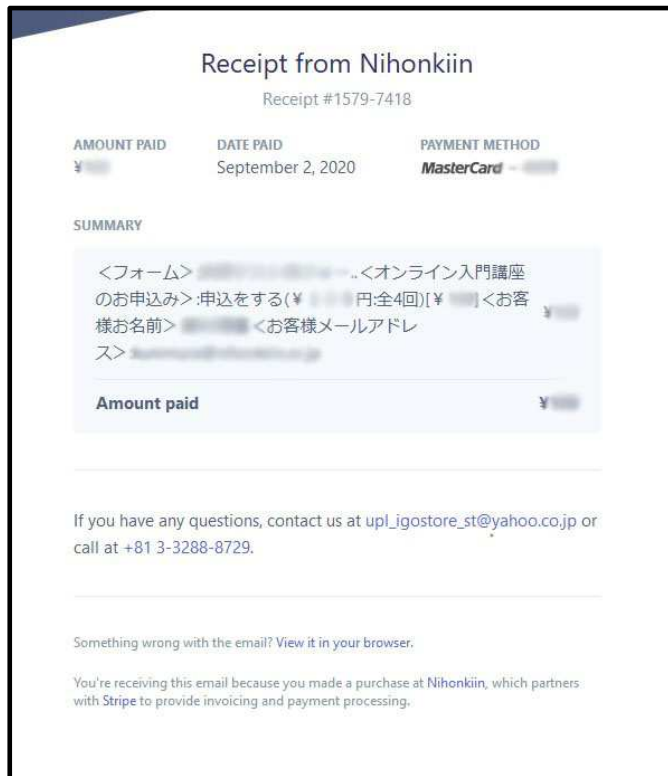 Receipt from Nihonkiin
Receipt #1579-7418
AMOUNT PAID DATE PAID PAYMENT METHOD
¥ September 2, 2020 MasterCard –
SUMMARY
<フォーム> ..<オンライン入門講座
のお申込み>:申込をする(¥ 円:全4回)[¥ ]<お客
様お名前> <お客様メールアドレ
ス>
¥
Amount paid ¥
If you have any questions, contact us at upl_igostore_st@yahoo.co.jp or
call at +81 3-3288-8729.
Something wrong with the email? View it in your browser.
You're receiving this email because you made a purchase at Nihonkiin, which partners
with Stripe to provide invoicing and payment processing.